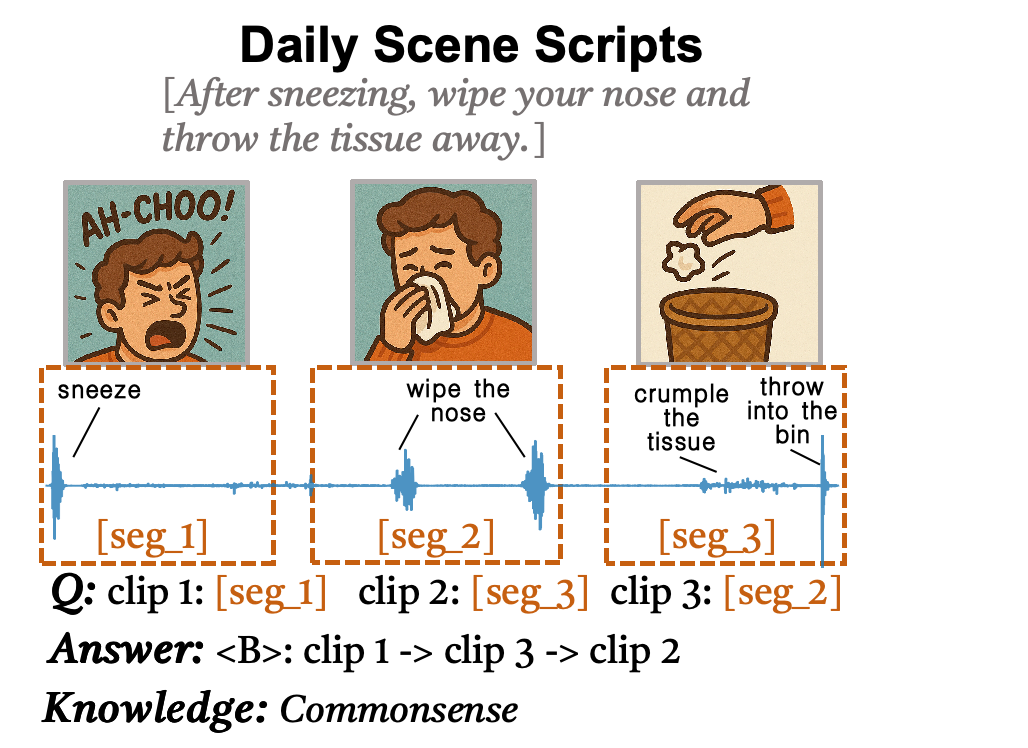 Daily Scene Scripts
[After sneezing, wipe your nose and
throw the tissue away.]
AH-CHOO!
sneeze
wipe the
nose
crumple
the
tissue
throw
into the
bin
[seg_1]
[seg_2]
[seg_3]
Q: clip 1: [seg_1] clip 2: [seg_3] clip 3: [seg_2]
Answer: <B>: clip 1 -> clip 3 -> clip 2
Knowledge: Commonsense